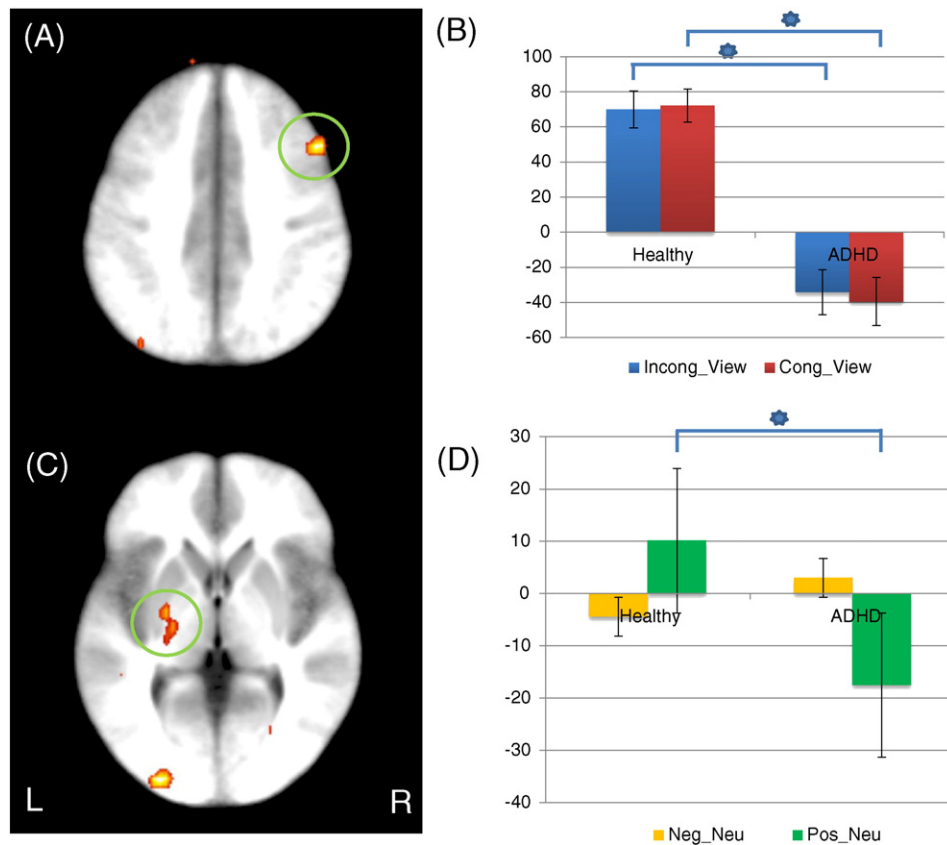 (A)
(B)
100
80
60
40
20
0
-20
-40
-60
Healthy
ADHD
Incong_View
Cong_View
(C)
L
R
(D)
30
20
10
0
-10
-20
-30
-40
Healthy
ADHD
Neg_Neu
Pos_Neu